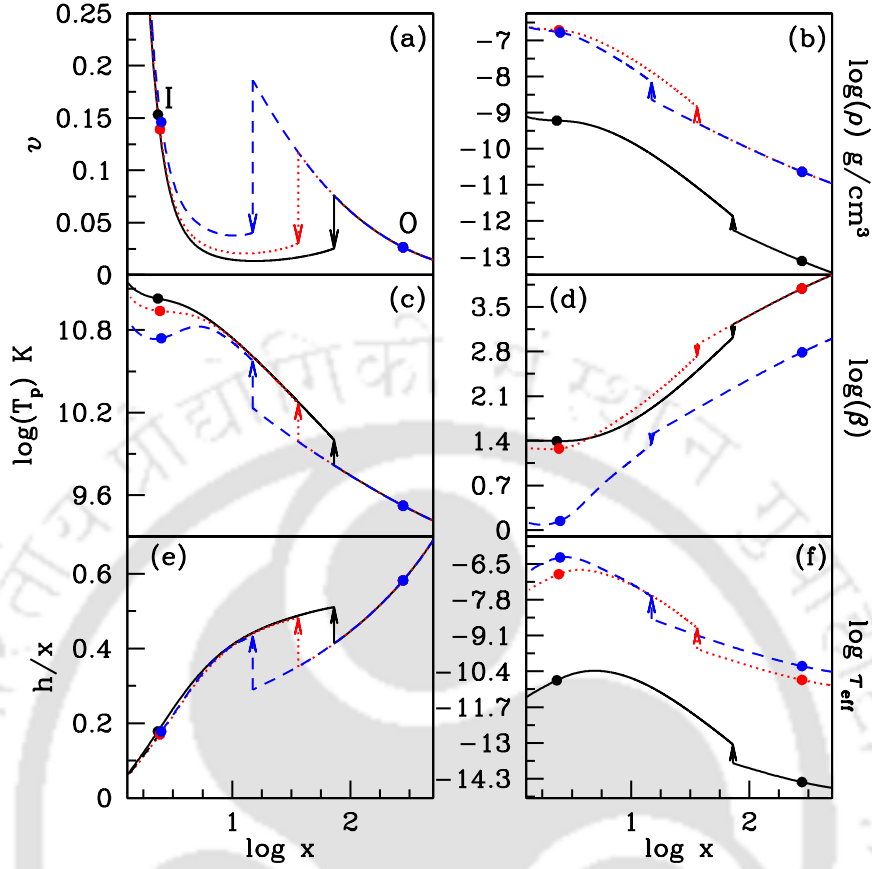 0.25
0.2
0.15
0.1
0.05
0
υ
(a)
I
O
−7
−8
−9
−10
−11
−12
−13
(b)
log(ρ) g/cm³
10.8
10.2
9.6
log(Tₚ) K
(c)
3.5
2.8
2.1
1.4
0.7
0
(d)
log(β)
0.6
0.4
0.2
0
h/x
(e)
1
2
log x
−6.5
−7.8
−9.1
−10.4
−11.7
−13
−14.3
(f)
log τeff
1
2
log x